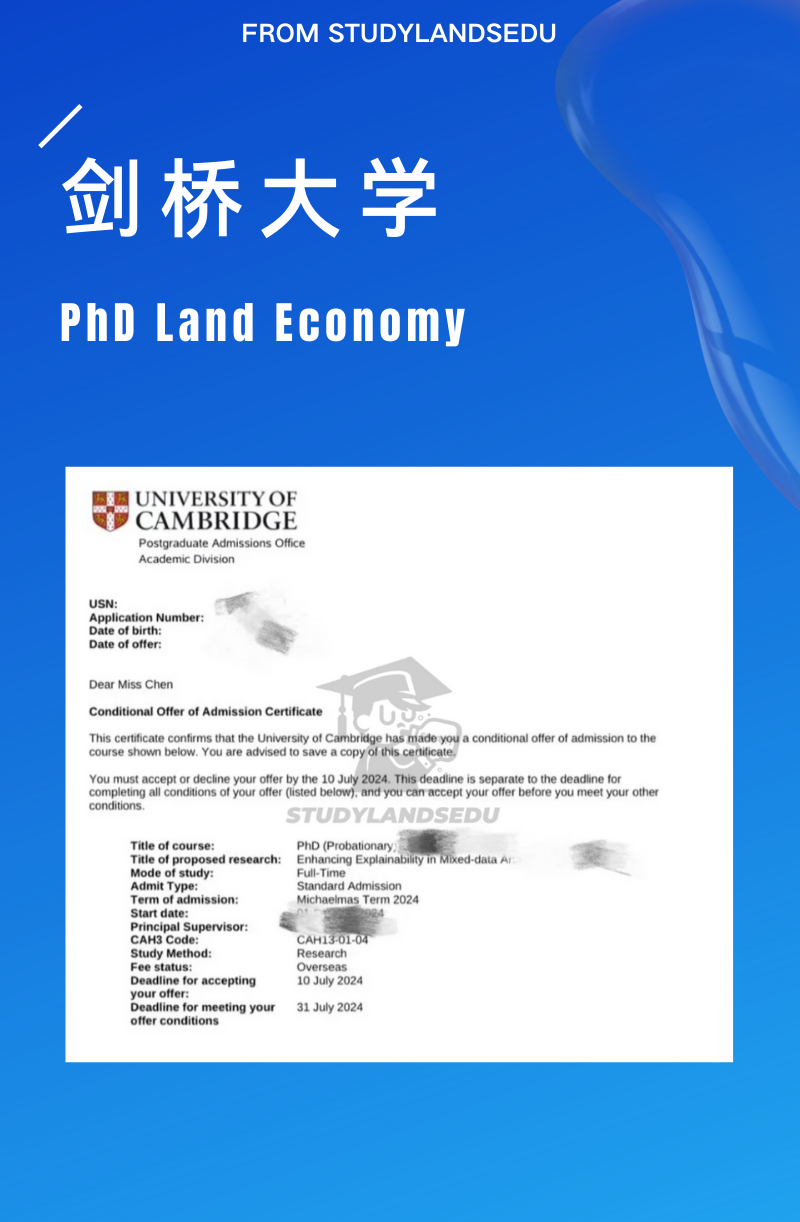 FROM STUDYLANDSEDU
剑桥大学
PhD Land Economy
UNIVERSITY OF
CAMBRIDGE
Postgraduate Admissions Office
Academic Division
USN:
Application Number:
Date of birth:
Date of offer:
Dear Miss Chen
Conditional Offer of Admission Certificate
This certificate confirms that the University of Cambridge has made you a conditional offer of admission to the
course shown below. You are advised to save a copy of this certificate.
You must accept or decline your offer by the 10 July 2024. This deadline is separate to the deadline for
completing all conditions of your offer (listed below), and you can accept your offer before you meet your other
conditions.
STUDYLANDSEDU
Title of course: PhD (Probationary)
Title of proposed research: Enhancing Explainability in Mixed-data
Mode of study: Full-Time
Admit Type: Standard Admission
Term of admission: Michaelmas Term 2024
Start date:
Principal Supervisor:
CAH3 Code: CAH13-01-04
Study Method: Research
Fee status: Overseas
Deadline for accepting 10 July 2024
your offer:
Deadline for meeting your 31 July 2024
offer conditions